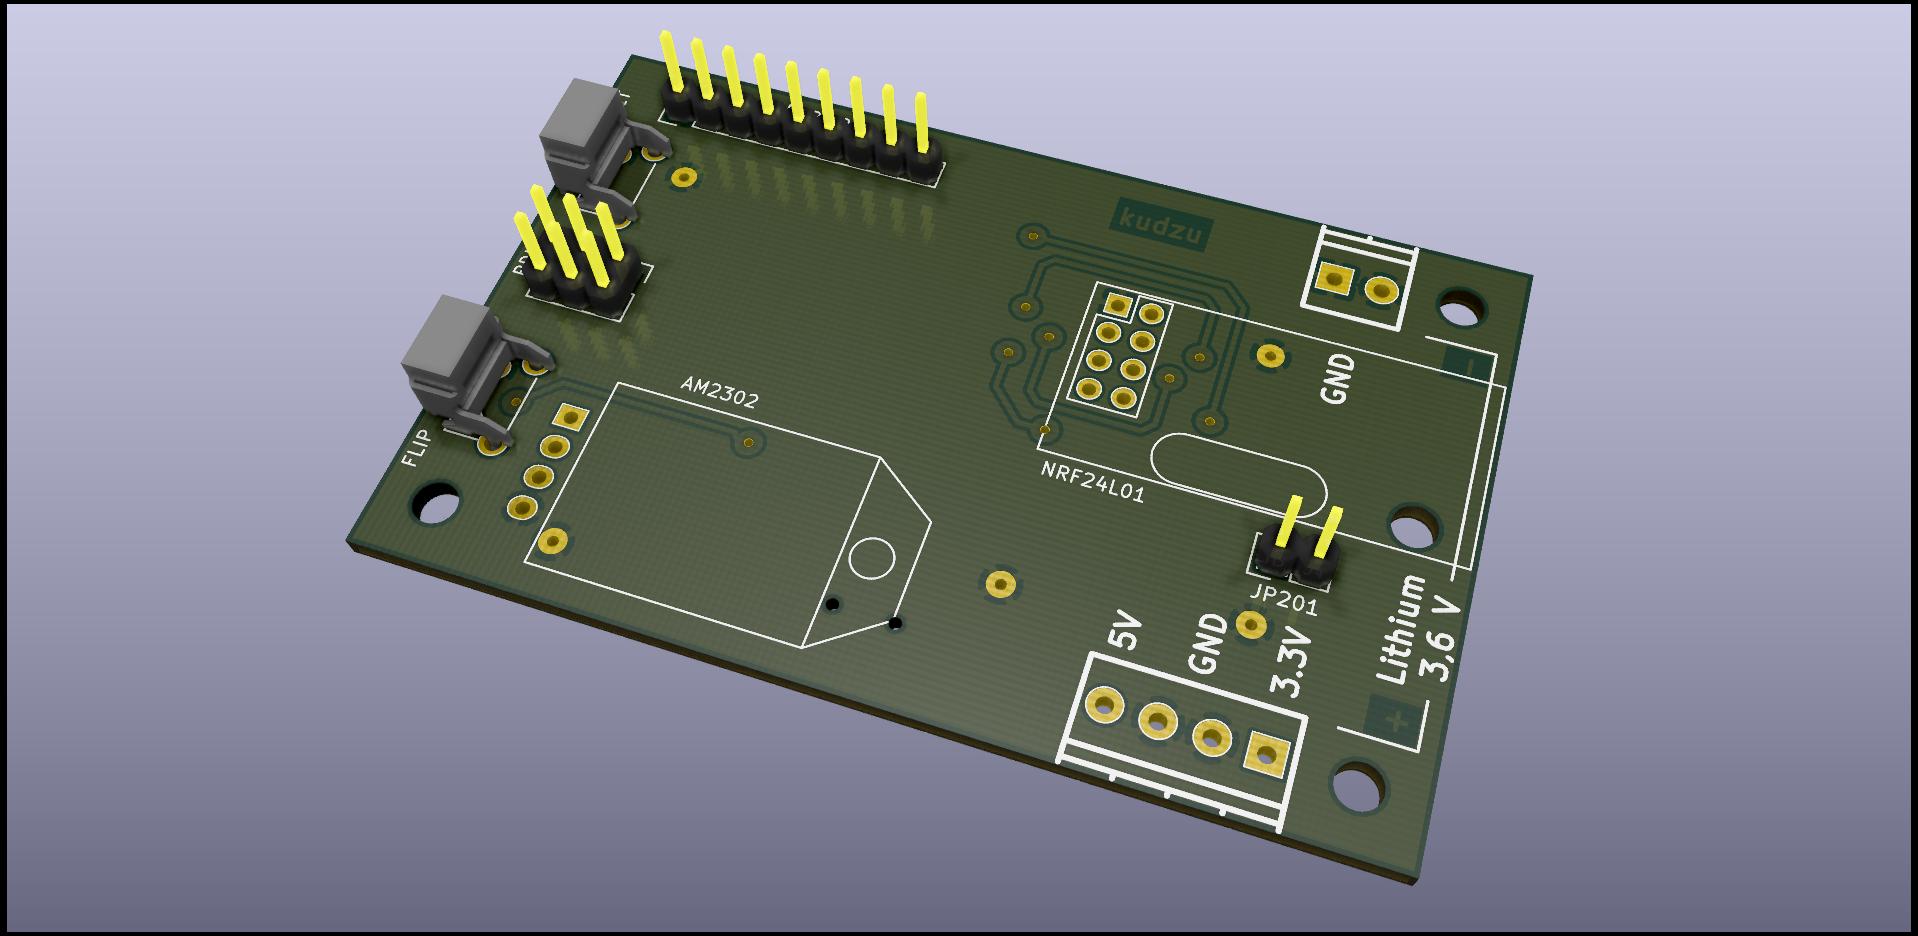 kudzu
GND
-
AM2302
FLIP
NRF24L01
JP201
5V
GND
3.3V
Lithium
3,6 V
+